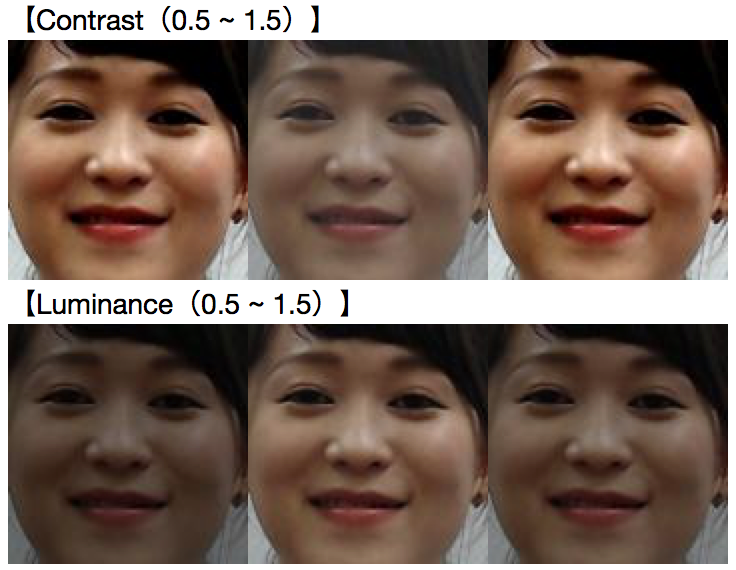 【Contrast（0.5 ~ 1.5）】
【Luminance（0.5 ~ 1.5）】